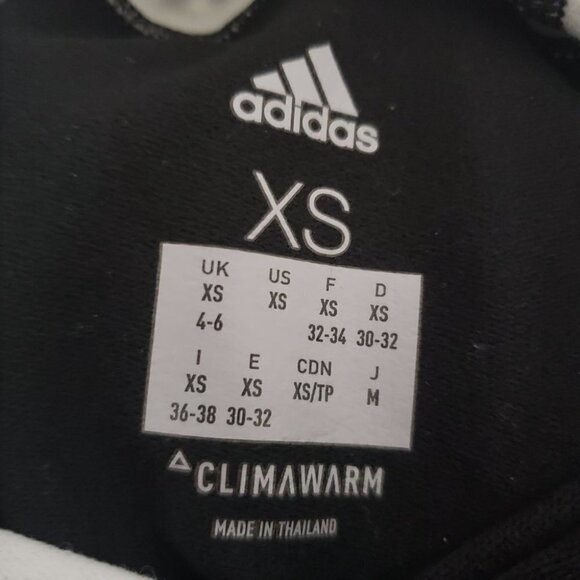 adidas
XS
UK US F D
XS XS XS XS
4-6 32-34 30-32
I E CDN J
XS XS XS/TP M
36-38 30-32
CLIMAWARM
MADE IN THAILAND